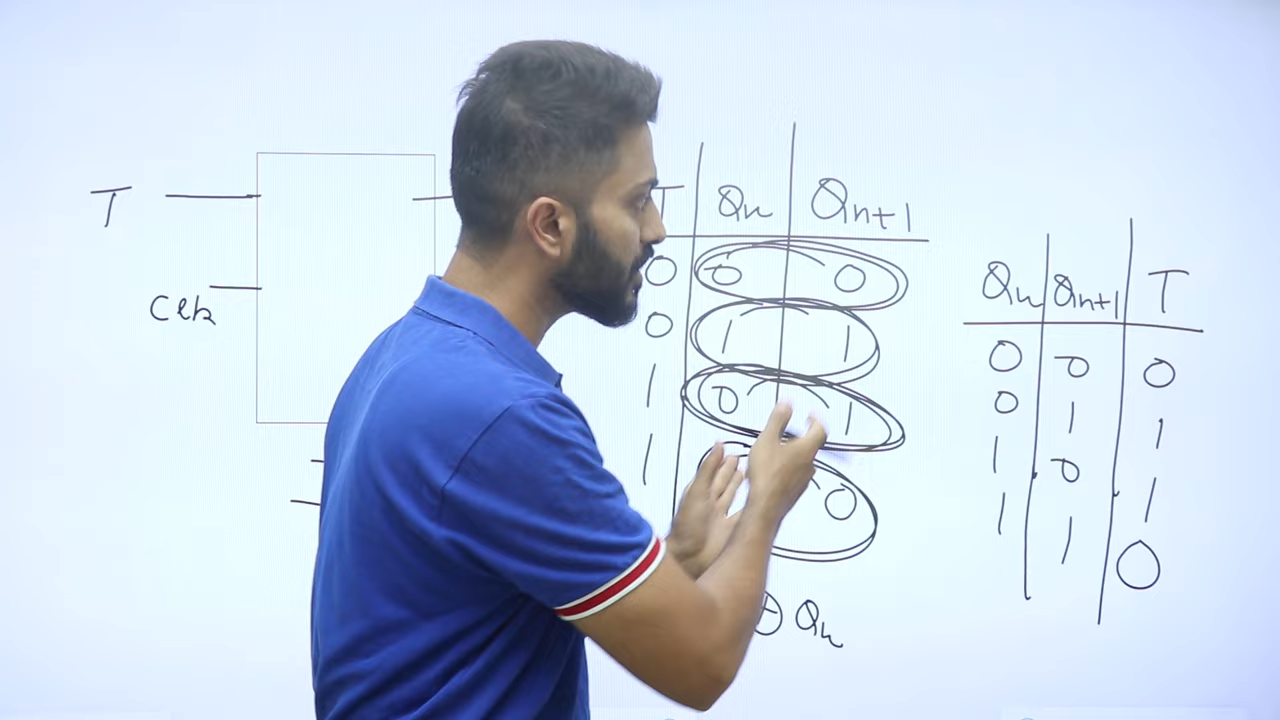 T
Clk
T Qn Qn+1
0 0 0
0 1 1
1 0 1
1 0
⊕ Qn
Qn Qn+1 T
0 0 0
0 1 1
1 0 1
1 1 0